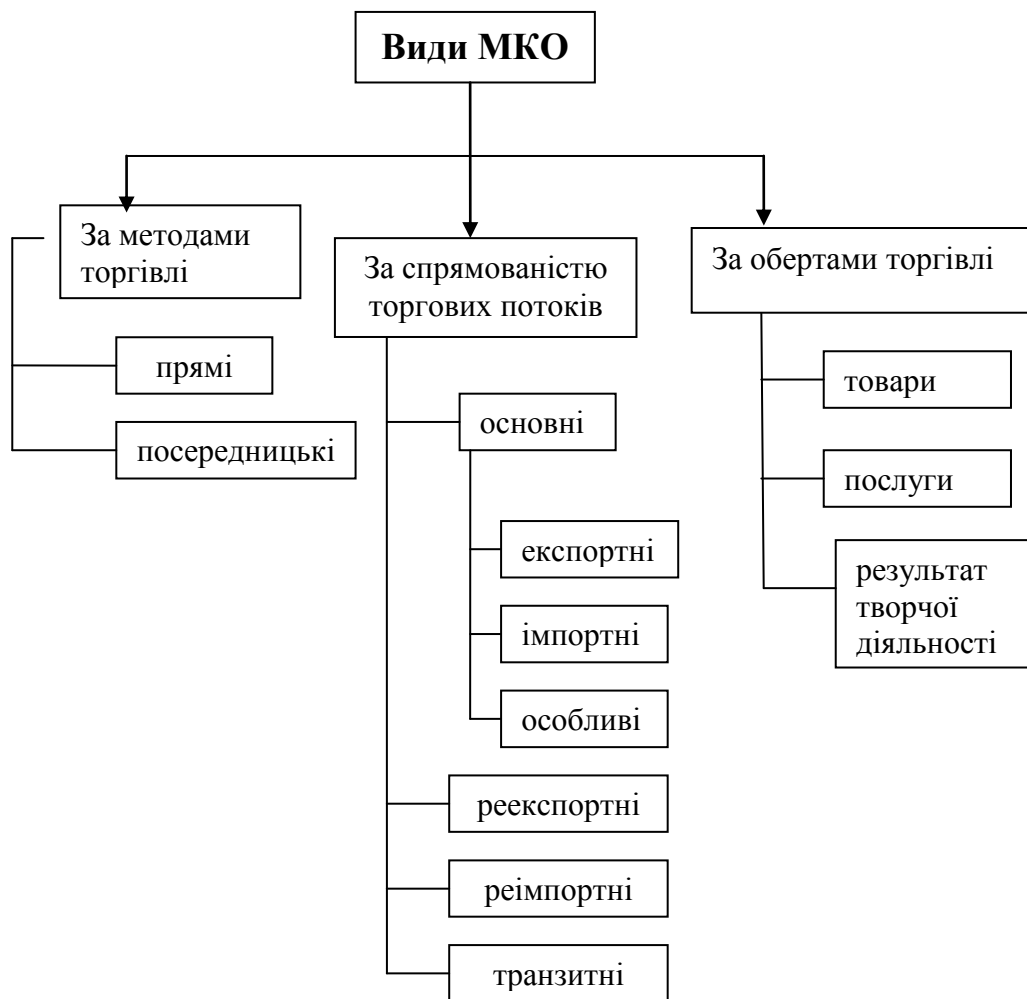 Види МКО
За методами
торгівлі
прямі
посередницькі
За спрямованістю
торгових потоків
основні
експортні
імпортні
особливі
реекспортні
реімпортні
транзитні
За обертами торгівлі
товари
послуги
результат
творчої
діяльності